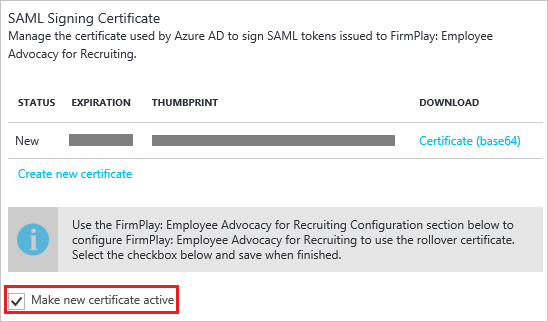 SAML Signing Certificate
Manage the certificate used by Azure AD to sign SAML tokens issued to FirmPlay: Employee
Advocacy for Recruiting.
STATUS EXPIRATION THUMBPRINT DOWNLOAD
New Certificate (base64)
Create new certificate
Use the FirmPlay: Employee Advocacy for Recruiting Configuration section below to
configure FirmPlay: Employee Advocacy for Recruiting to use the rollover certificate.
Select the checkbox below and save when finished.
Make new certificate active